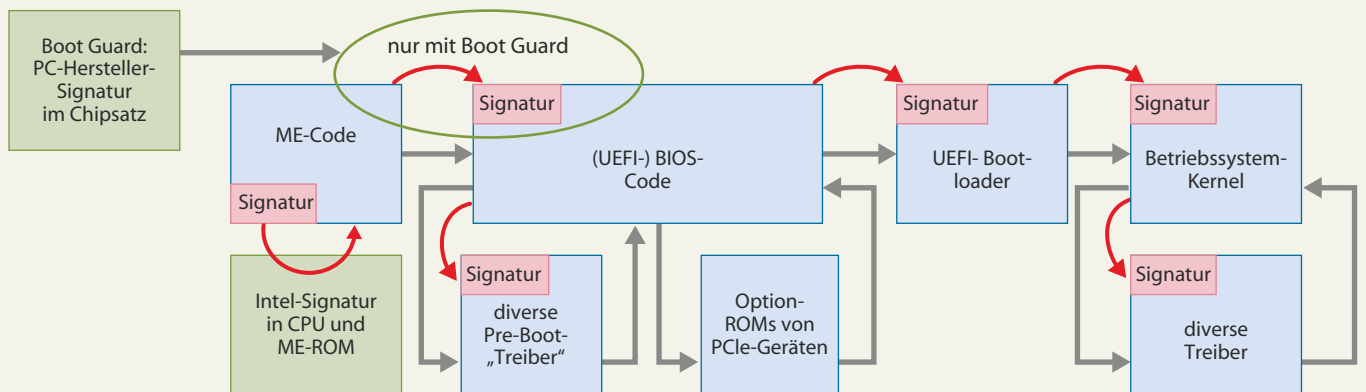 Boot Guard:
PC-Hersteller-
Signatur
im Chipsatz
nur mit Boot Guard
ME-Code
Signatur
Signatur
(UEFI-) BIOS-
Code
Signatur
UEFI- Boot-
loader
Signatur
Betriebssystem-
Kernel
Intel-Signatur
in CPU und
ME-ROM
Signatur
diverse
Pre-Boot-
„Treiber“
Option-
ROMs von
PCIe-Geräten
Signatur
diverse
Treiber